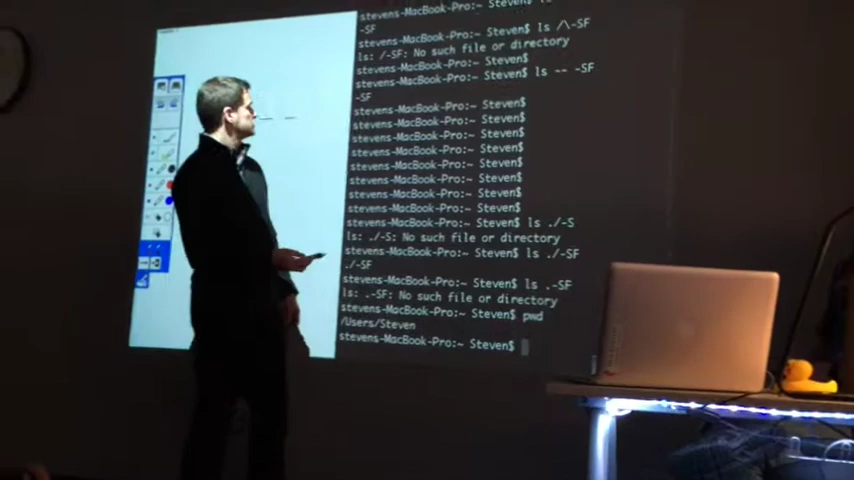 stevens-MacBook-Pro:~ Steven$ ls
-SF
stevens-MacBook-Pro:~ Steven$ ls /\-SF
ls: /-SF: No such file or directory
stevens-MacBook-Pro:~ Steven$
stevens-MacBook-Pro:~ Steven$ ls -- -SF
-SF
stevens-MacBook-Pro:~ Steven$
stevens-MacBook-Pro:~ Steven$
stevens-MacBook-Pro:~ Steven$
stevens-MacBook-Pro:~ Steven$
stevens-MacBook-Pro:~ Steven$
stevens-MacBook-Pro:~ Steven$
stevens-MacBook-Pro:~ Steven$
stevens-MacBook-Pro:~ Steven$
stevens-MacBook-Pro:~ Steven$ ls ./-S
ls: ./-S: No such file or directory
stevens-MacBook-Pro:~ Steven$ ls ./-SF
./-SF
stevens-MacBook-Pro:~ Steven$ ls .-SF
ls: .-SF: No such file or directory
stevens-MacBook-Pro:~ Steven$ pwd
/Users/Steven
stevens-MacBook-Pro:~ Steven$